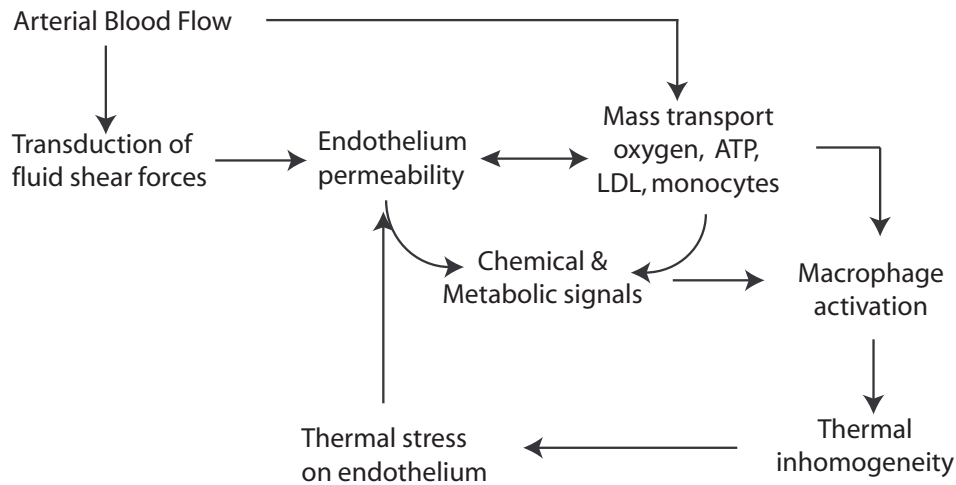 Arterial Blood Flow
Transduction of
fluid shear forces
Endothelium
permeability
Mass transport
oxygen, ATP,
LDL, monocytes
Chemical &
Metabolic signals
Macrophage
activation
Thermal
inhomogeneity
Thermal stress
on endothelium